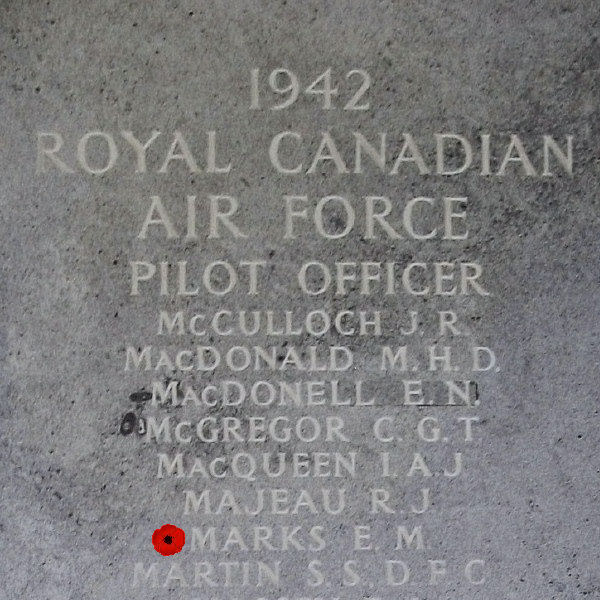 1942
ROYAL CANADIAN
AIR FORCE
PILOT OFFICER
McCULLOCH J. R.
MacDONALD M. H. D.
MacDONELL E. N.
McGREGOR C. G. T.
MacQUEEN I. A. J.
MAJEAU R. J.
MARKS E. M.
MARTIN S. S. D F C